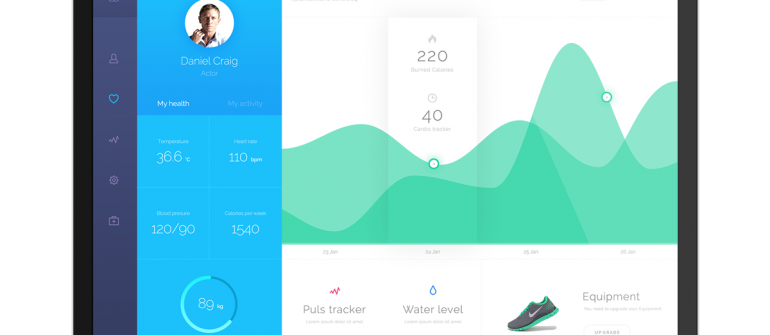 Daniel Craig
Actor
My health
My activity
Temperature
36.6 °C
Heart rate
110 bpm
Blood presure
120/90
Calories per week
1540
89 kg
220
Burned Calories
40
Cardio tracker
23 Jan
24 Jan
25 Jan
26 Jan
Puls tracker
Lorem ipsum dolor sit amet
Water level
Lorem ipsum dolor sit amet
Equipment
You need to upgrade your Equipment
UPGRADE